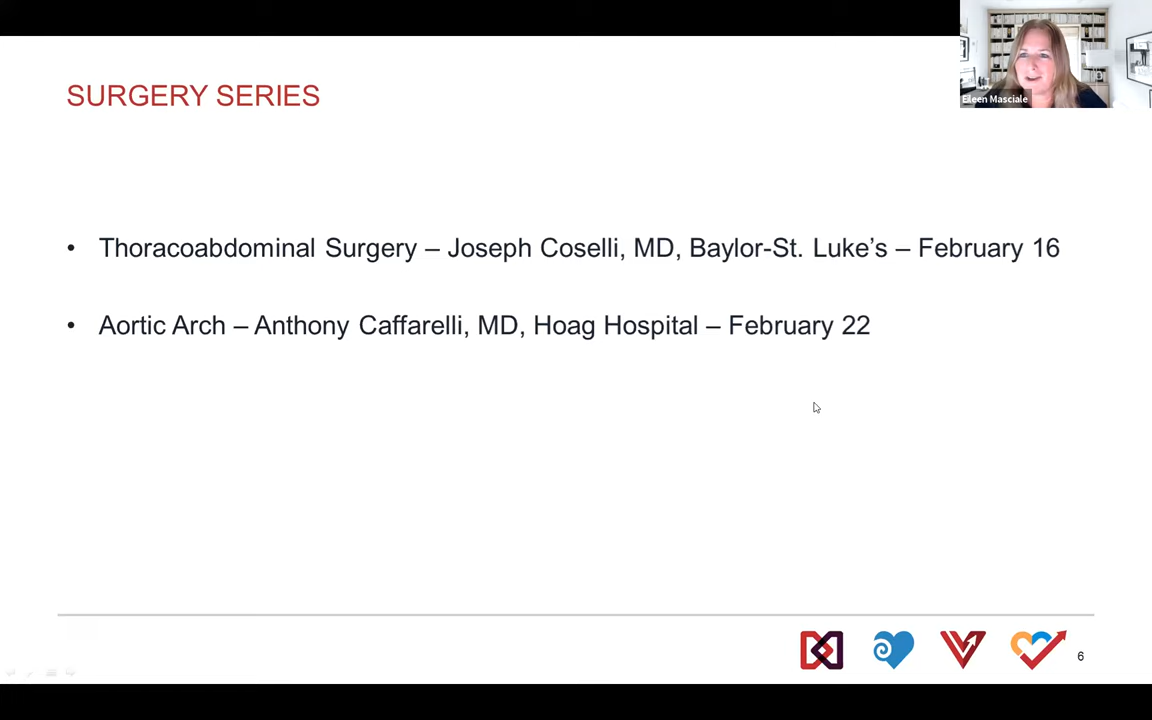 Eileen Masciale
SURGERY SERIES
• Thoracoabdominal Surgery – Joseph Coselli, MD, Baylor-St. Luke’s – February 16
• Aortic Arch – Anthony Caffarelli, MD, Hoag Hospital – February 22
6